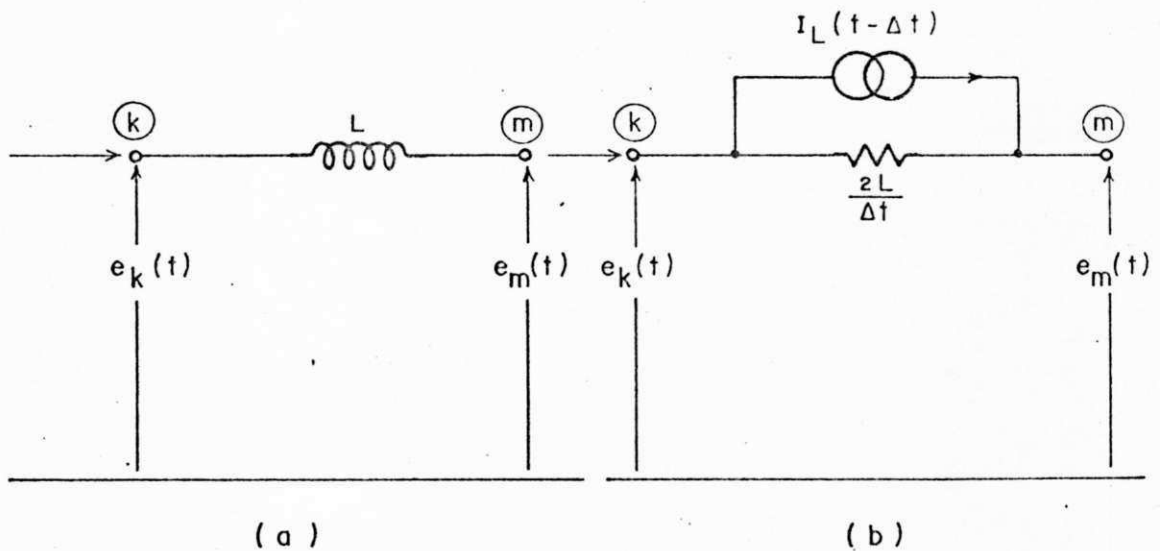 I_L(t-Δt)
k
L
m
k
m
2L
Δt
e_k(t)
e_m(t)
e_k(t)
e_m(t)
(a)
(b)